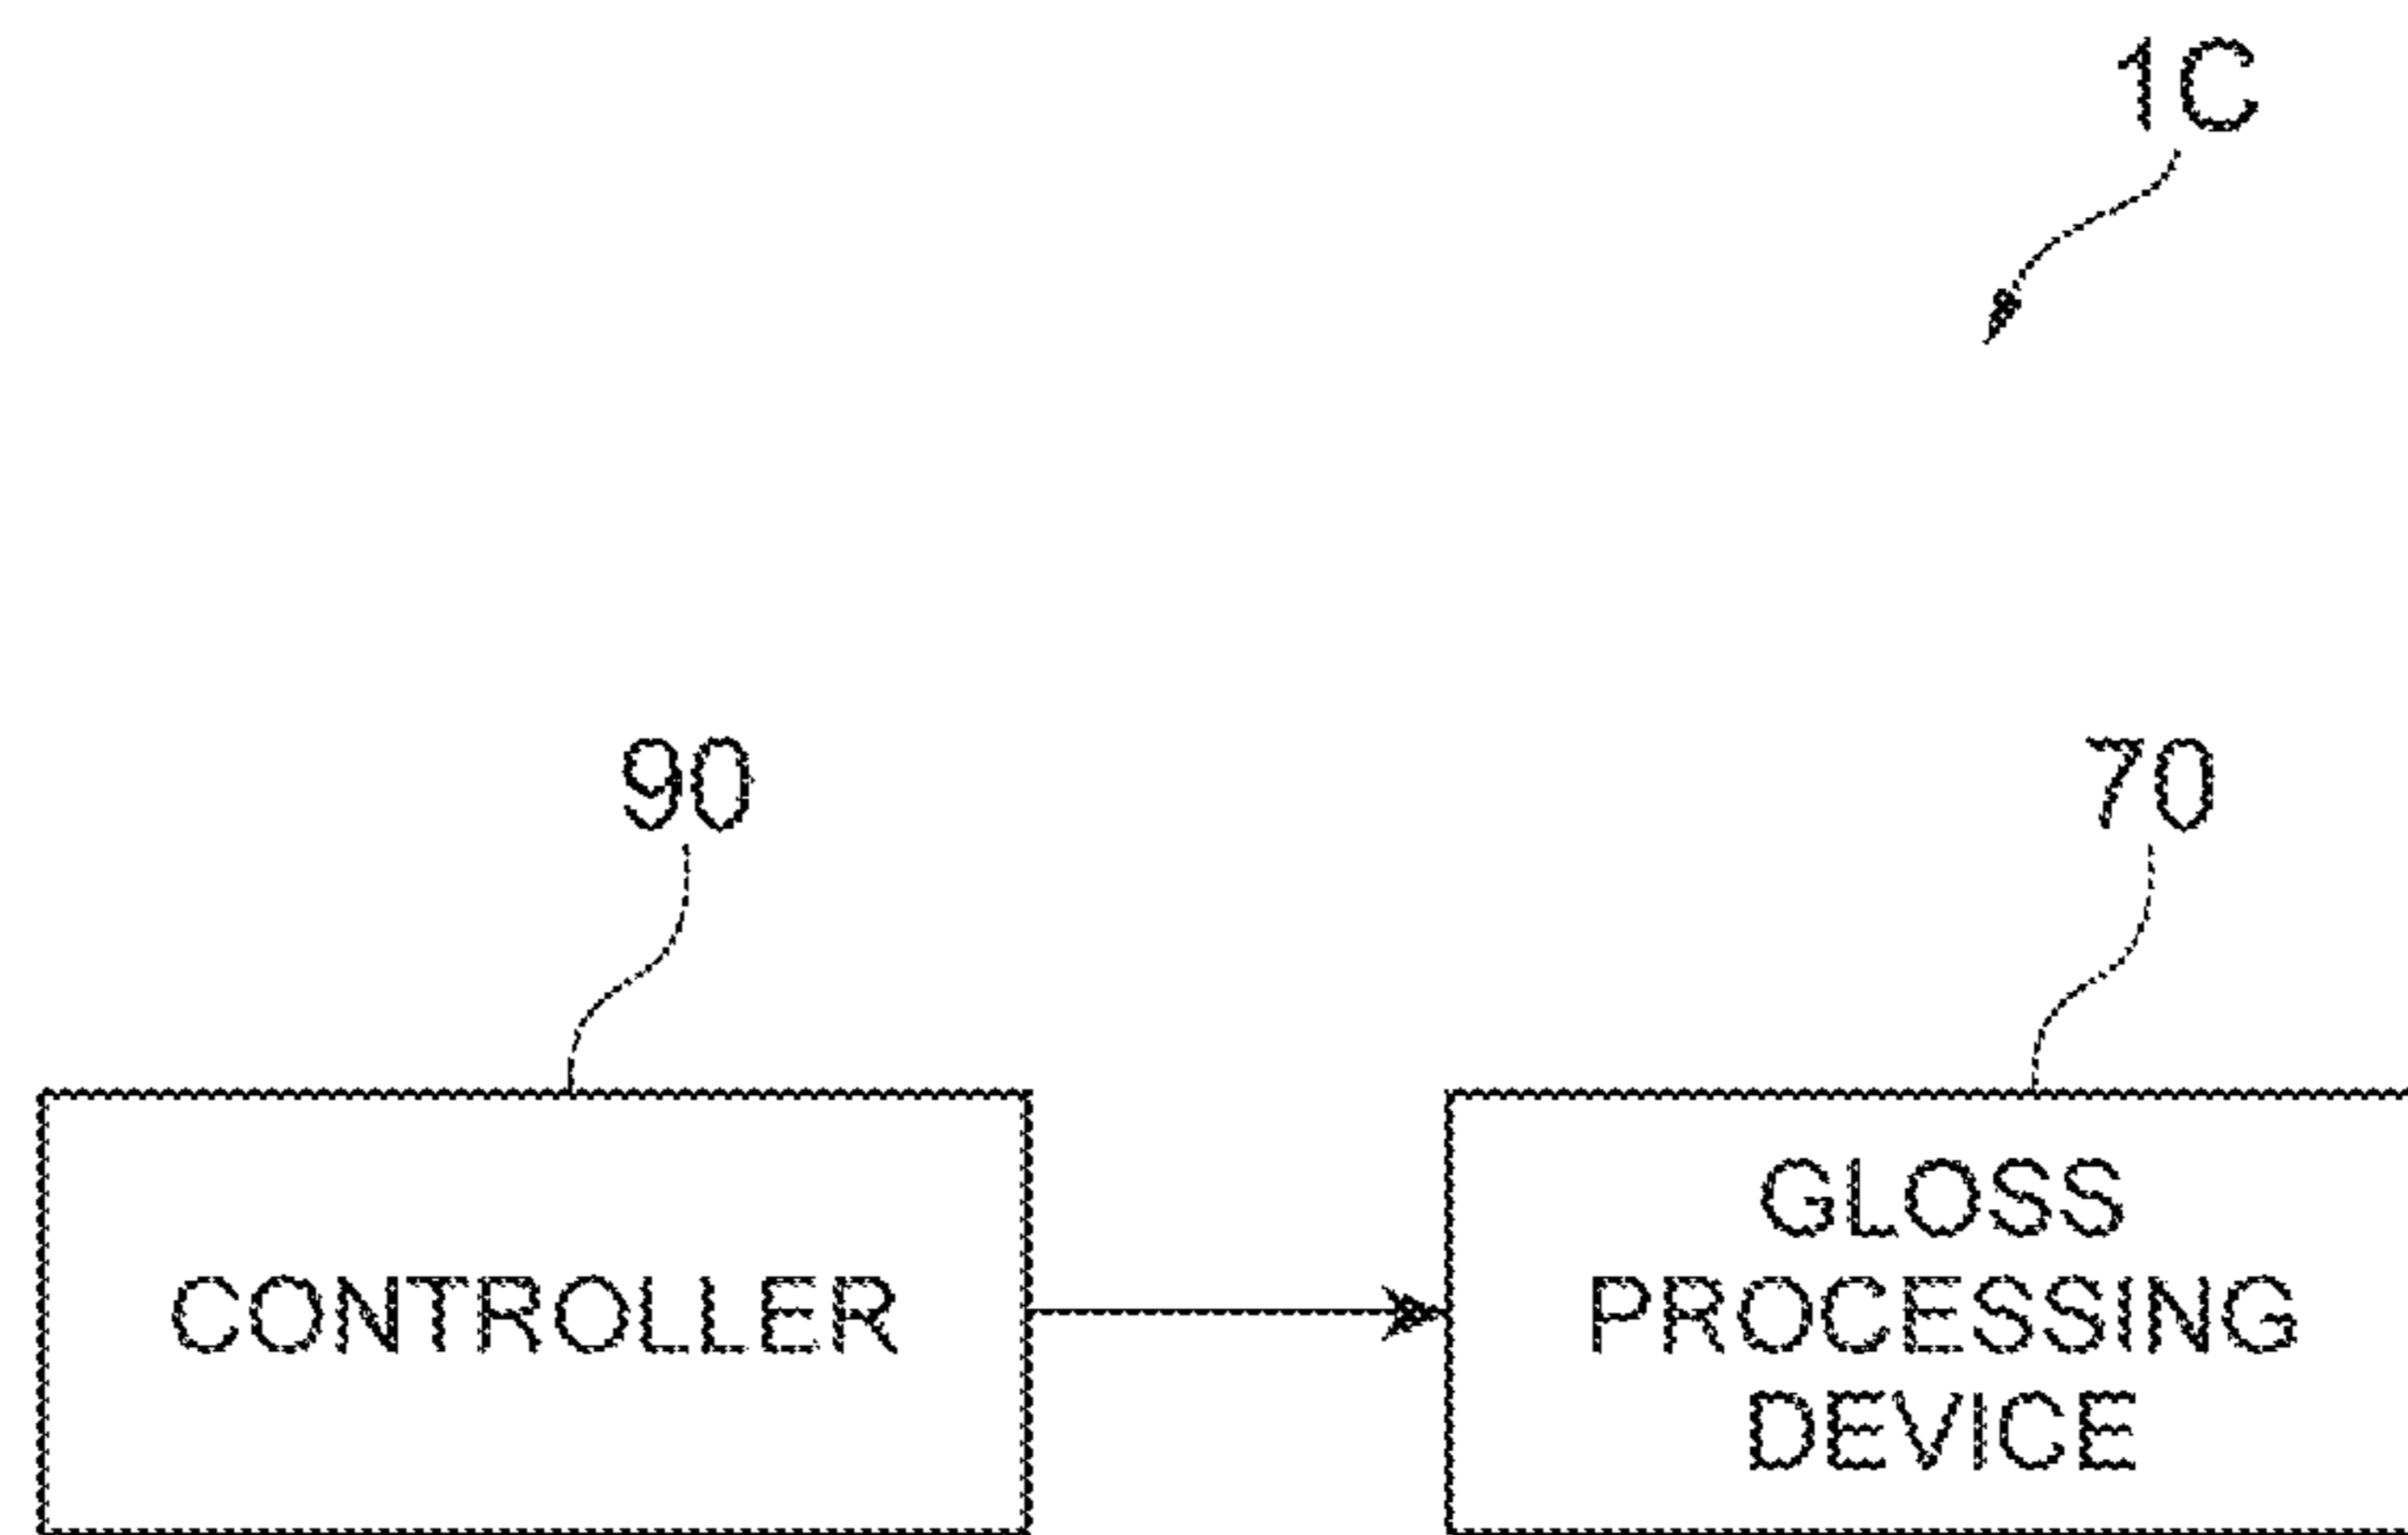 1C
90
70
CONTROLLER
GLOSS
PROCESSING
DEVICE